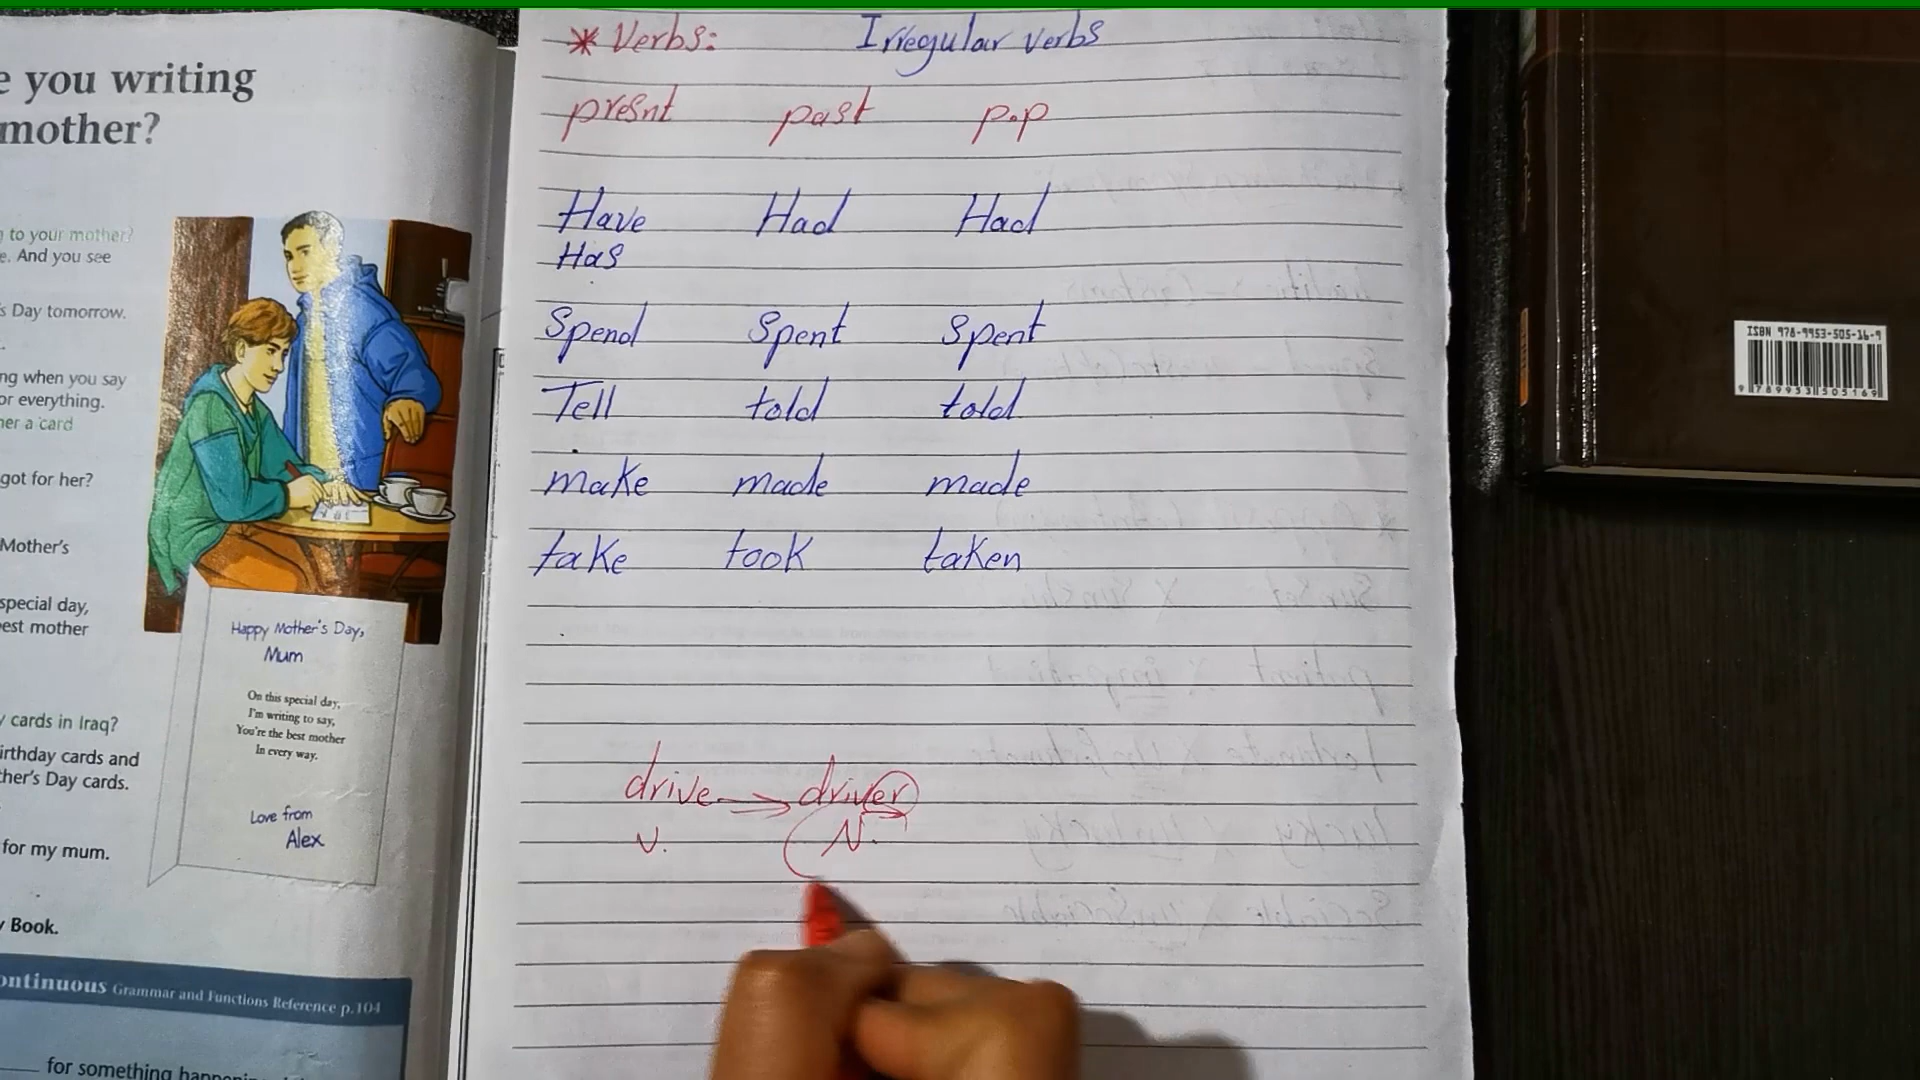 e you writing
mother?
g to your mother?
e. And you see
's Day tomorrow.
ng when you say
or everything.
her a card
got for her?
Mother's
special day,
est mother
y cards in Iraq?
irthday cards and
ther's Day cards.
for my mum.
y Book.
Happy Mother's Day,
Mum
On this special day,
I'm writing to say,
You're the best mother
In every way.
Love from
Alex
ontinuous Grammar and Functions Reference p.104
for something
* Verbs: Irregular verbs
presnt past p.p
Have Had Had
Has
Spend Spent Spent
Tell told told
make made made
take took taken
drive driver
v. N.
ISBN 978-9953-505-16-9
9 789953 505169